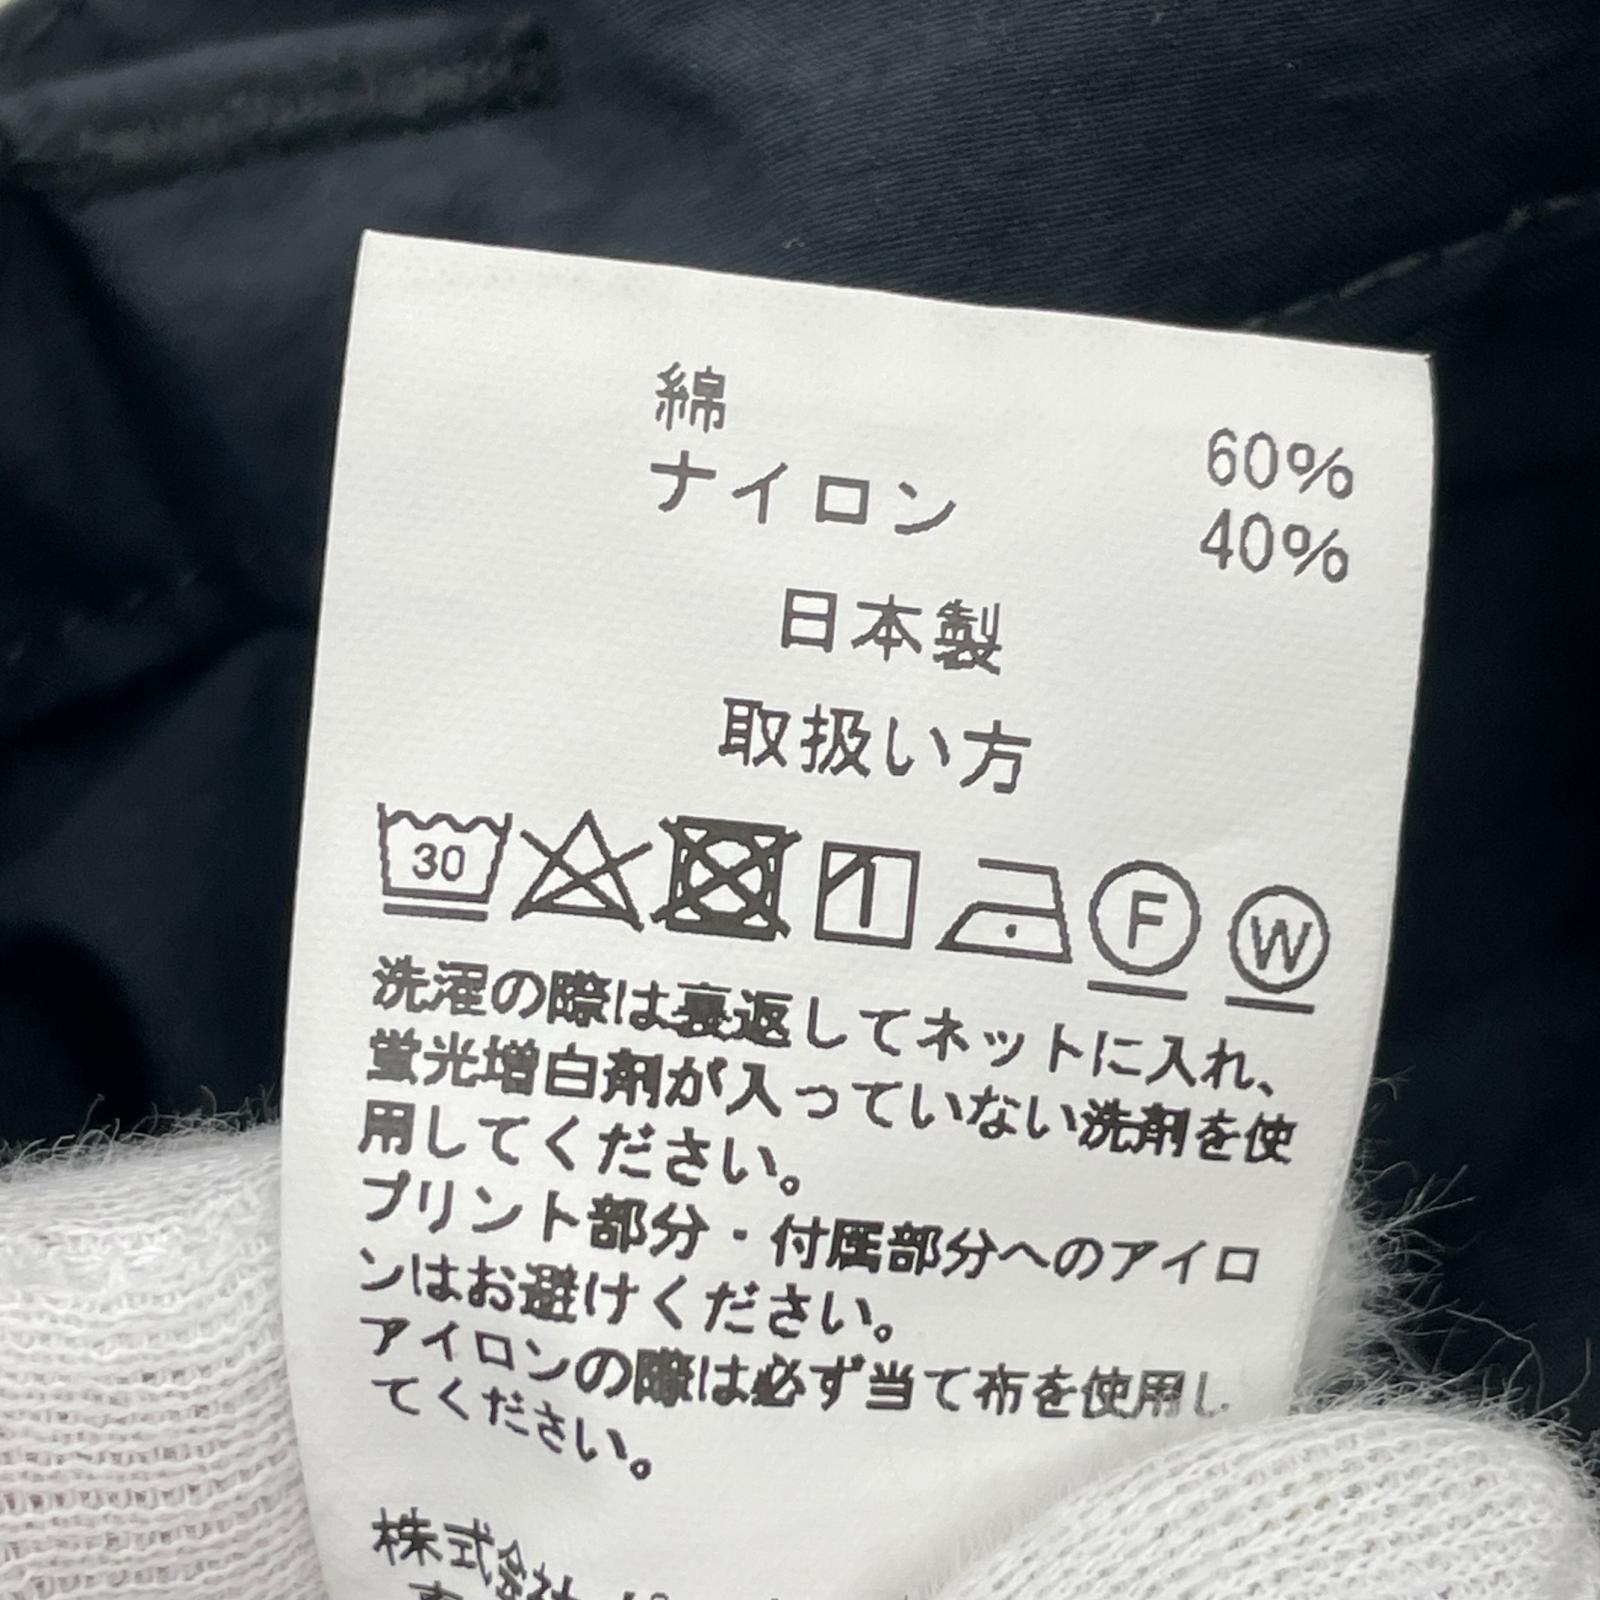 綿 60%
ナイロン 40%
日本製
取扱い方
30
F W
洗濯の際は裏返してネットに入れ、
蛍光増白剤が入っていない洗剤を使
用してください。
プリント部分・付属部分へのアイロ
ンはお避けください。
アイロンの際は必ず当て布を使用し
てください。
株式会社